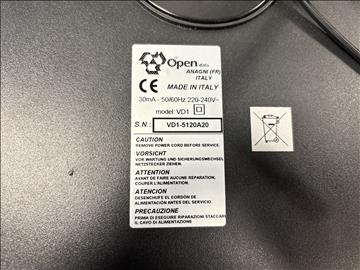 Open data
ANAGNI (FR)
ITALY
CE MADE IN ITALY
30mA - 50/60Hz 220-240V~
model: VD1
S.N.: VD1-5120A20
CAUTION
REMOVE POWER CORD BEFORE SERVICE.
VORSICHT
VOR WARTUNG UND SICHERUNGSWECHSEL
NETZSTECKER ZIEHEN.
ATTENTION
AVANT DE FAIRE AUCUNE REPARATION,
COUPER L'ALIMENTATION.
ATENCION
DESENCHUFE EL CORDÓN DE
ALIMENTACION ANTES DEL SERVICIO.
PRECAUZIONE
PRIMA DI ESEGUIRE RIPARAZIONI STACCARE
IL CAVO DI ALIMENTAZIONE